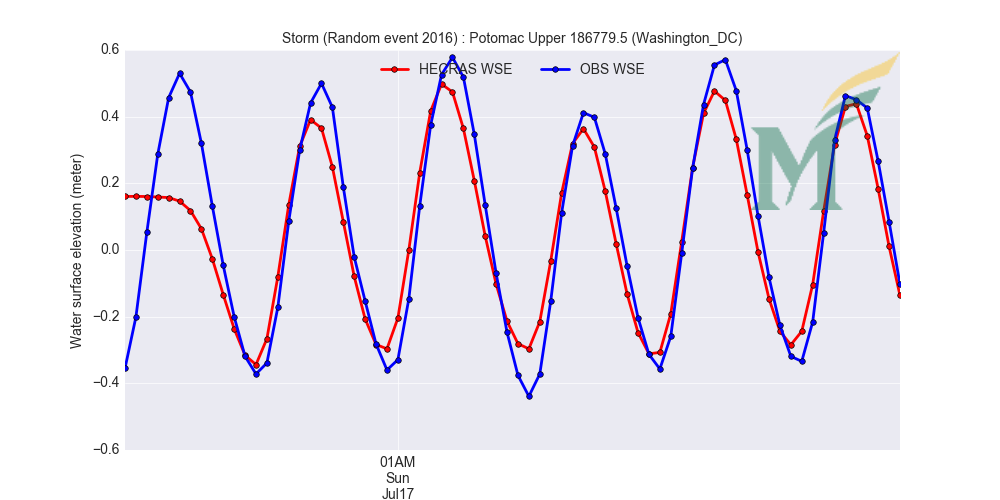 Storm (Random event 2016) : Potomac Upper 186779.5 (Washington_DC)
HECRAS WSE
OBS WSE
Water surface elevation (meter)
0.6
0.4
0.2
0.0
−0.2
−0.4
−0.6
01AM
Sun
Jul17
M